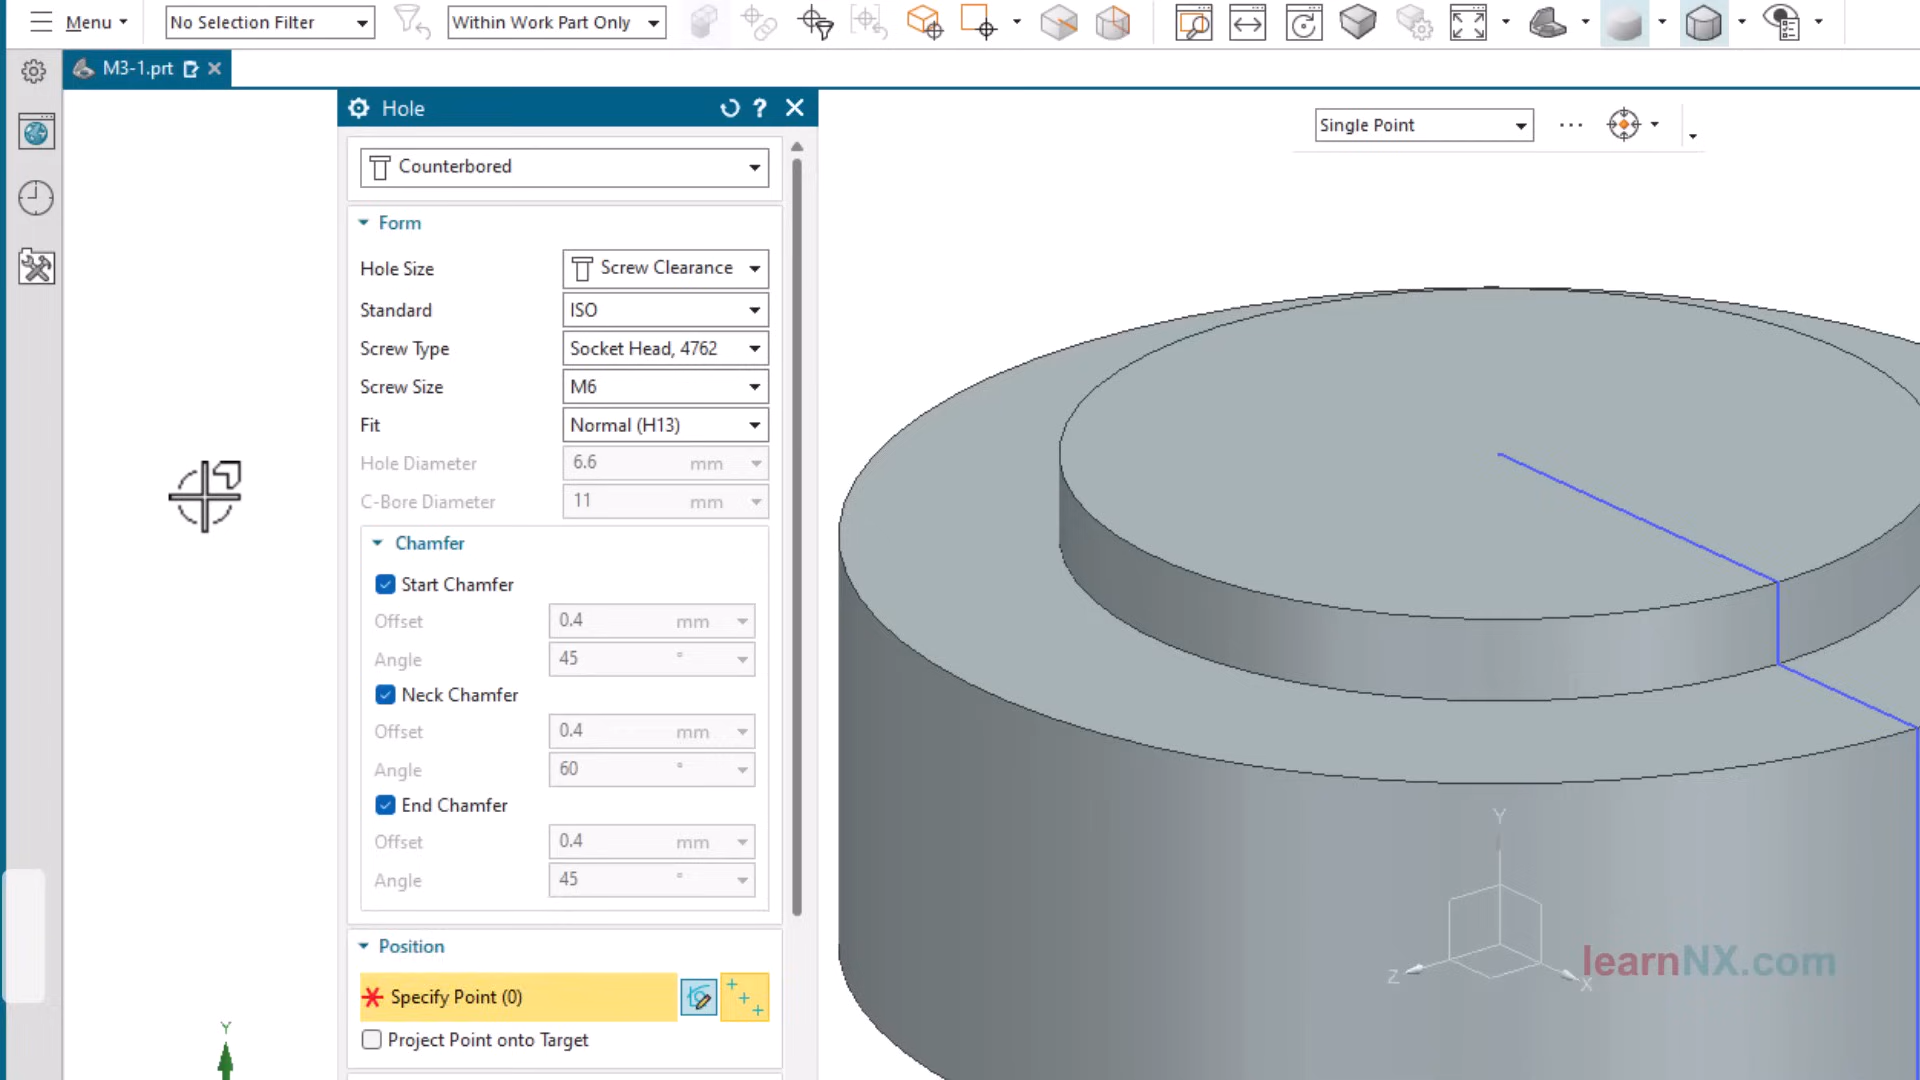 Menu
No Selection Filter
Within Work Part Only
M3-1.prt
Hole
?
Single Point
Counterbored
Form
Hole Size
Screw Clearance
Standard
ISO
Screw Type
Socket Head, 4762
Screw Size
M6
Fit
Normal (H13)
Hole Diameter
6.6 mm
C-Bore Diameter
11 mm
Chamfer
Start Chamfer
Offset
0.4 mm
Angle
45 °
Neck Chamfer
Offset
0.4 mm
Angle
60 °
End Chamfer
Offset
0.4 mm
Angle
45 °
Position
Specify Point (0)
Project Point onto Target
Y
Z
X
learnNX.com
Y